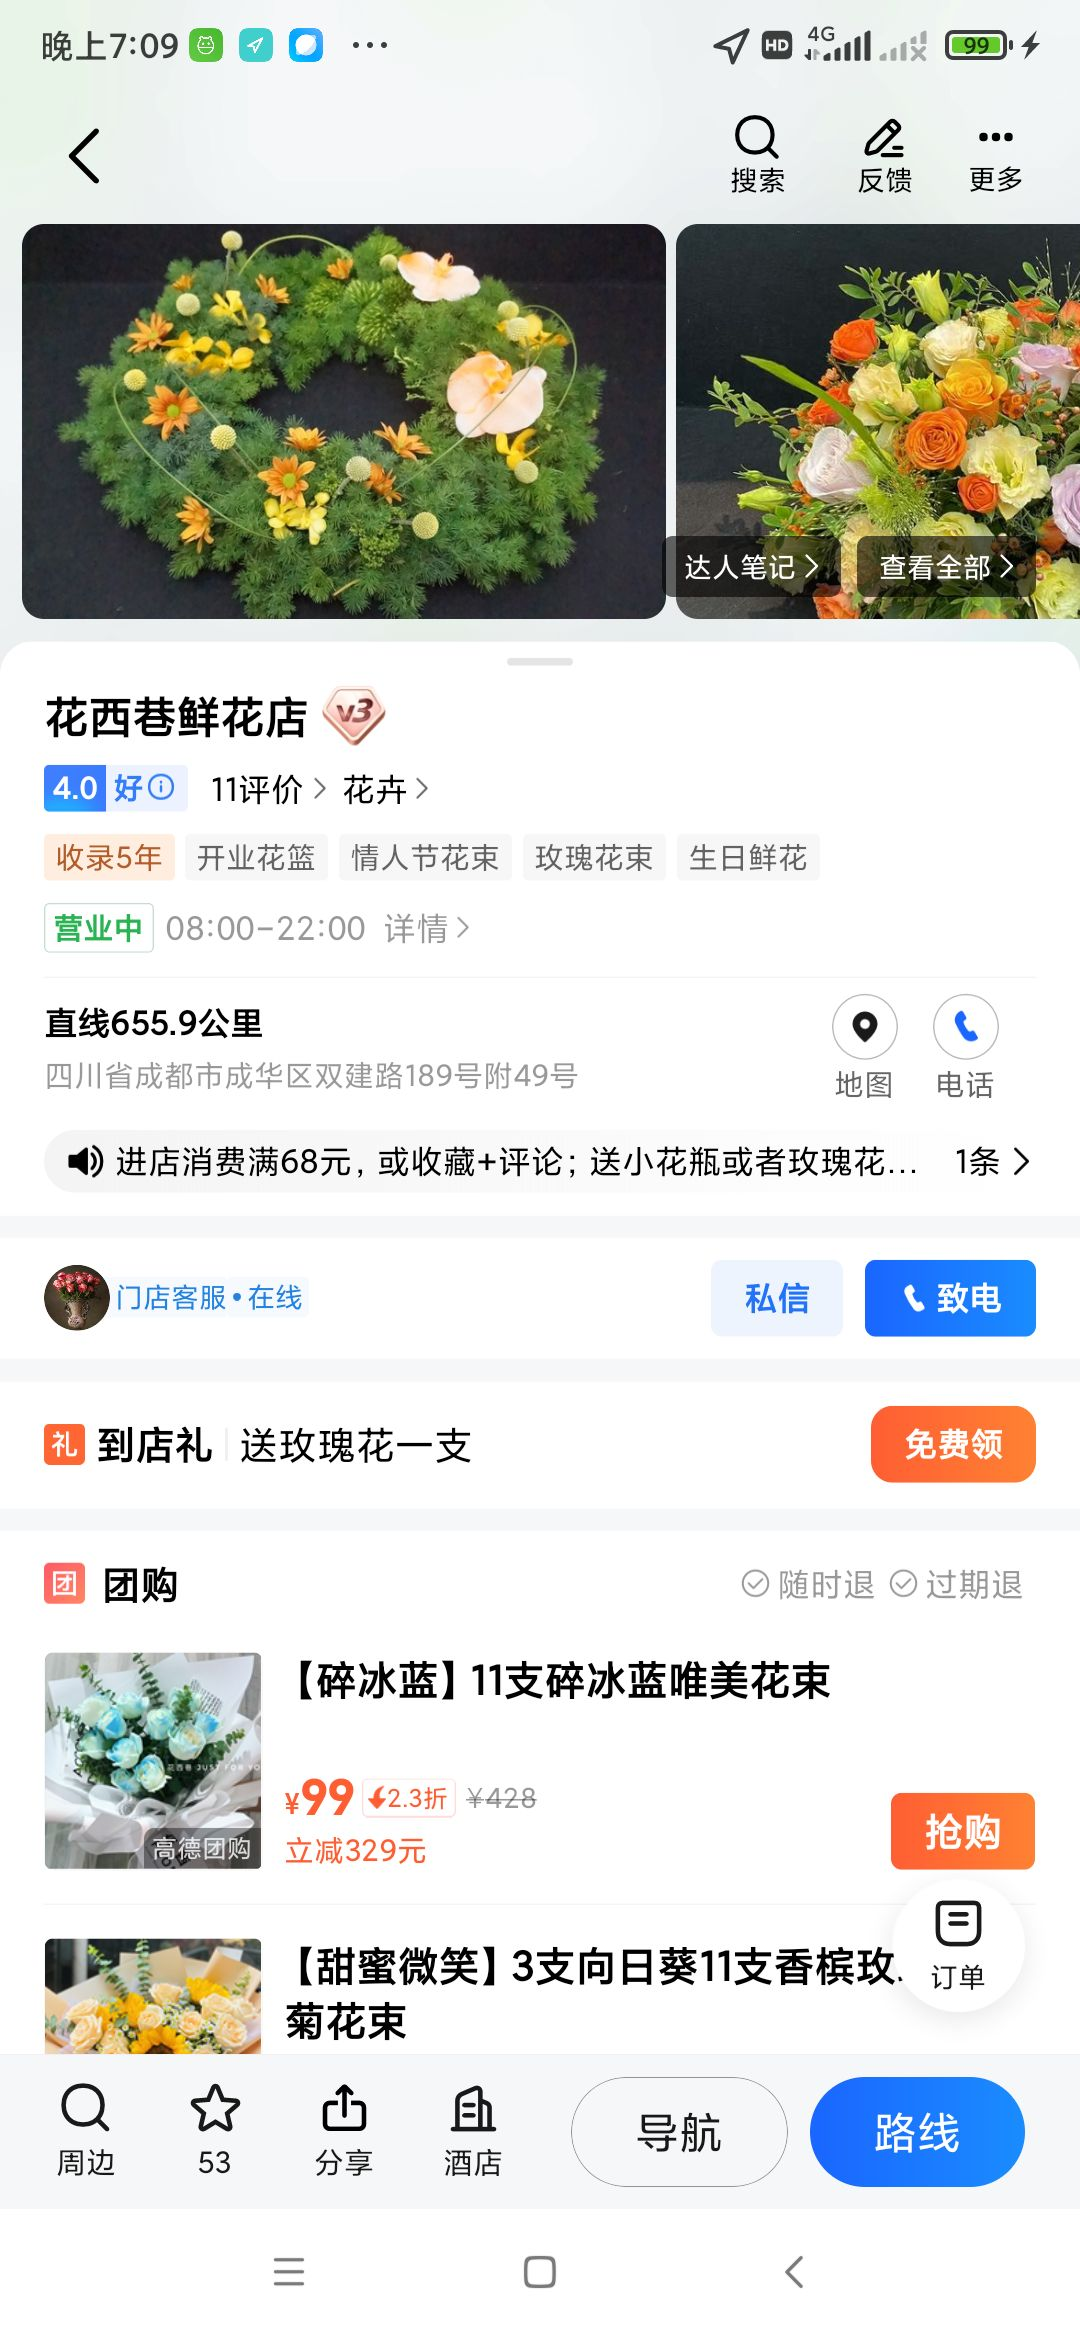 晚上7:09
HD 4G 99
搜索 反馈 更多
达人笔记 查看全部
花西巷鲜花店 v3
4.0 好 11评价 花卉
收录5年 开业花篮 情人节花束 玫瑰花束 生日鲜花
营业中 08:00-22:00 详情
直线655.9公里
四川省成都市成华区双建路189号附49号
地图 电话
进店消费满68元，或收藏+评论；送小花瓶或者玫瑰花... 1条
门店客服•在线 私信 致电
礼 到店礼 送玫瑰花一支 免费领
团 团购 随时退 过期退
【碎冰蓝】11支碎冰蓝唯美花束
花西巷 JUST FOR YO
高德团购
¥99 2.3折 ¥428
立减329元
抢购
【甜蜜微笑】3支向日葵11支香槟玫
菊花束
订单
周边 53 分享 酒店 导航 路线